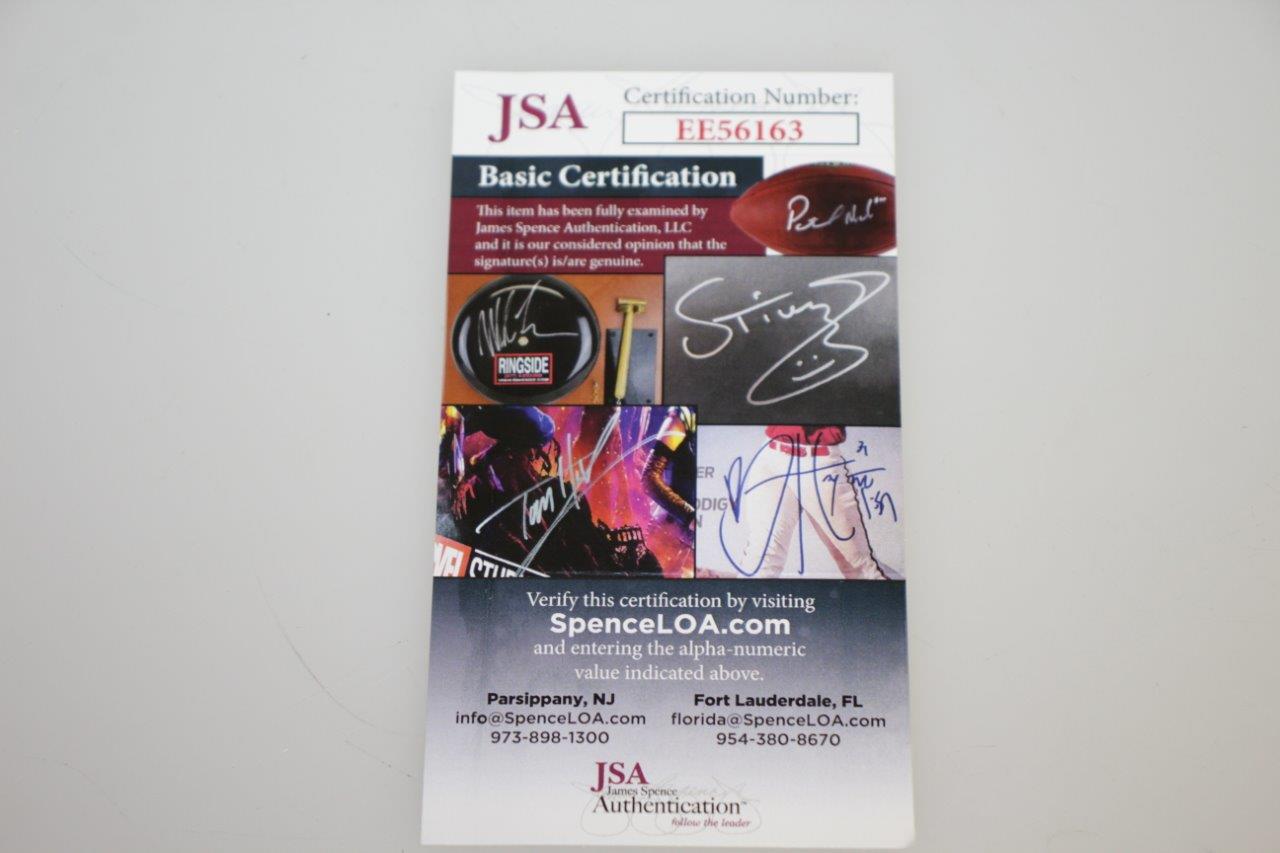 JSA
Certification Number:
EE56163
Basic Certification
This item has been fully examined by
James Spence Authentication, LLC
and it is our considered opinion that the
signature(s) is/are genuine.
RINGSIDE
ER
ODIG
N
Verify this certification by visiting
SpenceLOA.com
and entering the alpha-numeric
value indicated above.
Parsippany, NJ
info@SpenceLOA.com
973-898-1300
Fort Lauderdale, FL
florida@SpenceLOA.com
954-380-8670
JSA
James Spence
Authentication™
follow the leader